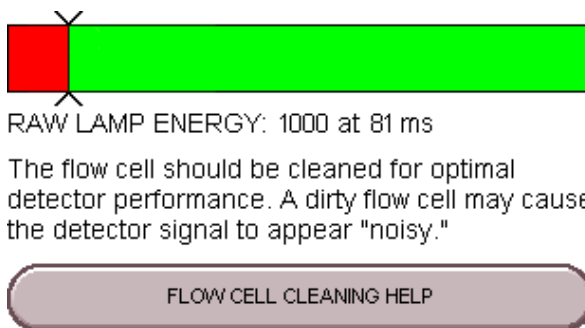 RAW LAMP ENERGY: 1000 at 81 ms
The flow cell should be cleaned for optimal
detector performance. A dirty flow cell may cause
the detector signal to appear "noisy."
FLOW CELL CLEANING HELP